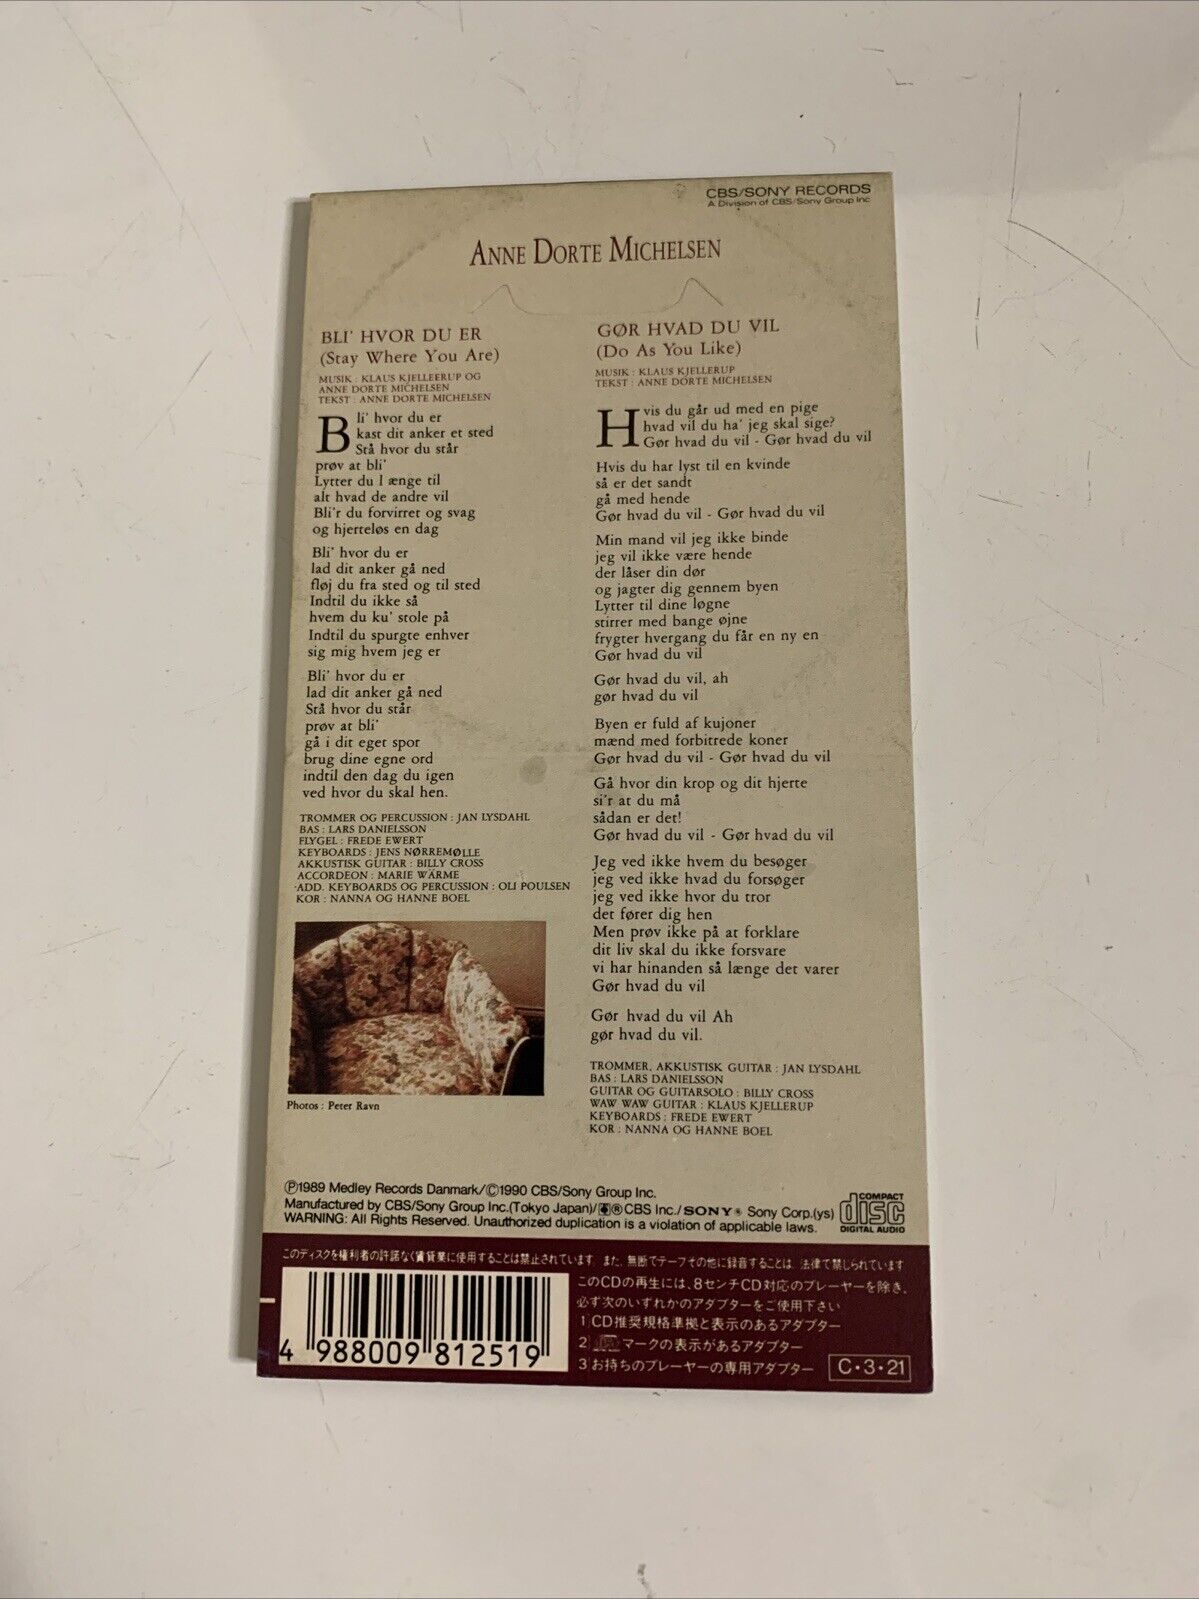 CBS/SONY RECORDS
A Division of CBS/Sony Group Inc
ANNE DORTE MICHELSEN
BLI' HVOR DU ER
(Stay Where You Are)
MUSIK : KLAUS KJELLEERUP OG
ANNE DORTE MICHELSEN
TEKST : ANNE DORTE MICHELSEN
Bli' hvor du er
kast dit anker et sted
Stå hvor du står
prøv at bli'
Lytter du l ænge til
alt hvad de andre vil
Bli'r du forvirret og svag
og hjerteløs en dag
Bli' hvor du er
lad dit anker gå ned
fløj du fra sted og til sted
Indtil du ikke så
hvem du ku' stole på
Indtil du spurgte enhver
sig mig hvem jeg er
Bli' hvor du er
lad dit anker gå ned
Stå hvor du står
prøv at bli'
gå i dit eget spor
brug dine egne ord
indtil den dag du igen
ved hvor du skal hen.
TROMMER OG PERCUSSION : JAN LYSDAHL
BAS : LARS DANIELSSON
FLYGEL : FREDE EWERT
KEYBOARDS : JENS NØRREMØLLE
AKKUSTISK GUITAR : BILLY CROSS
ACCORDEON : MARIE WÄRME
ADD. KEYBOARDS OG PERCUSSION : OLI POULSEN
KOR : NANNA OG HANNE BOEL
Photos : Peter Ravn
GØR HVAD DU VIL
(Do As You Like)
MUSIK : KLAUS KJELLERUP
TEKST : ANNE DORTE MICHELSEN
Hvis du går ud med en pige
hvad vil du ha' jeg skal sige?
Gør hvad du vil - Gør hvad du vil
Hvis du har lyst til en kvinde
så er det sandt
gå med hende
Gør hvad du vil - Gør hvad du vil
Min mand vil jeg ikke binde
jeg vil ikke være hende
der låser din dør
og jagter dig gennem byen
Lytter til dine løgne
stirrer med bange øjne
frygter hvergang du får en ny en
Gør hvad du vil
Gør hvad du vil, ah
gør hvad du vil
Byen er fuld af kujoner
mænd med forbitrede koner
Gør hvad du vil - Gør hvad du vil
Gå hvor din krop og dit hjerte
si'r at du må
sådan er det!
Gør hvad du vil - Gør hvad du vil
Jeg ved ikke hvem du besøger
jeg ved ikke hvad du forsøger
jeg ved ikke hvor du tror
det fører dig hen
Men prøv ikke på at forklare
dit liv skal du ikke forsvare
vi har hinanden så længe det varer
Gør hvad du vil
Gør hvad du vil Ah
gør hvad du vil.
TROMMER, AKKUSTISK GUITAR : JAN LYSDAHL
BAS : LARS DANIELSSON
GUITAR OG GUITARSOLO : BILLY CROSS
WAW WAW GUITAR : KLAUS KJELLERUP
KEYBOARDS : FREDE EWERT
KOR : NANNA OG HANNE BOEL
Ⓟ1989 Medley Records Danmark/©1990 CBS/Sony Group Inc.
Manufactured by CBS/Sony Group Inc.(Tokyo Japan)/®CBS Inc./SONY® Sony Corp.(ys)
WARNING: All Rights Reserved. Unauthorized duplication is a violation of applicable laws.
COMPACT
disc
DIGITAL AUDIO
このディスクを権利者の許諾なく賃貸業に使用することは禁止されています。また、無断でテープその他に録音することは、法律で禁じられています
このCDの再生には、8センチCD対応のプレーヤーを除き、
必ず次のいずれかのアダプターをご使用下さい
1 CD推奨規格準拠と表示のあるアダプター
2 マークの表示があるアダプター
3 お持ちのプレーヤーの専用アダプター
C・3・21
4 988009 812519